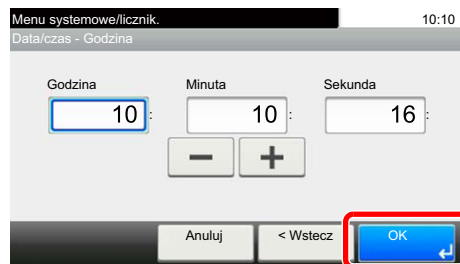 Menu systemowe/licznik. 10:10
Data/czas - Godzina
Godzina Minuta Sekunda
10 : 10 : 16 :
− +
Anuluj < Wstecz OK